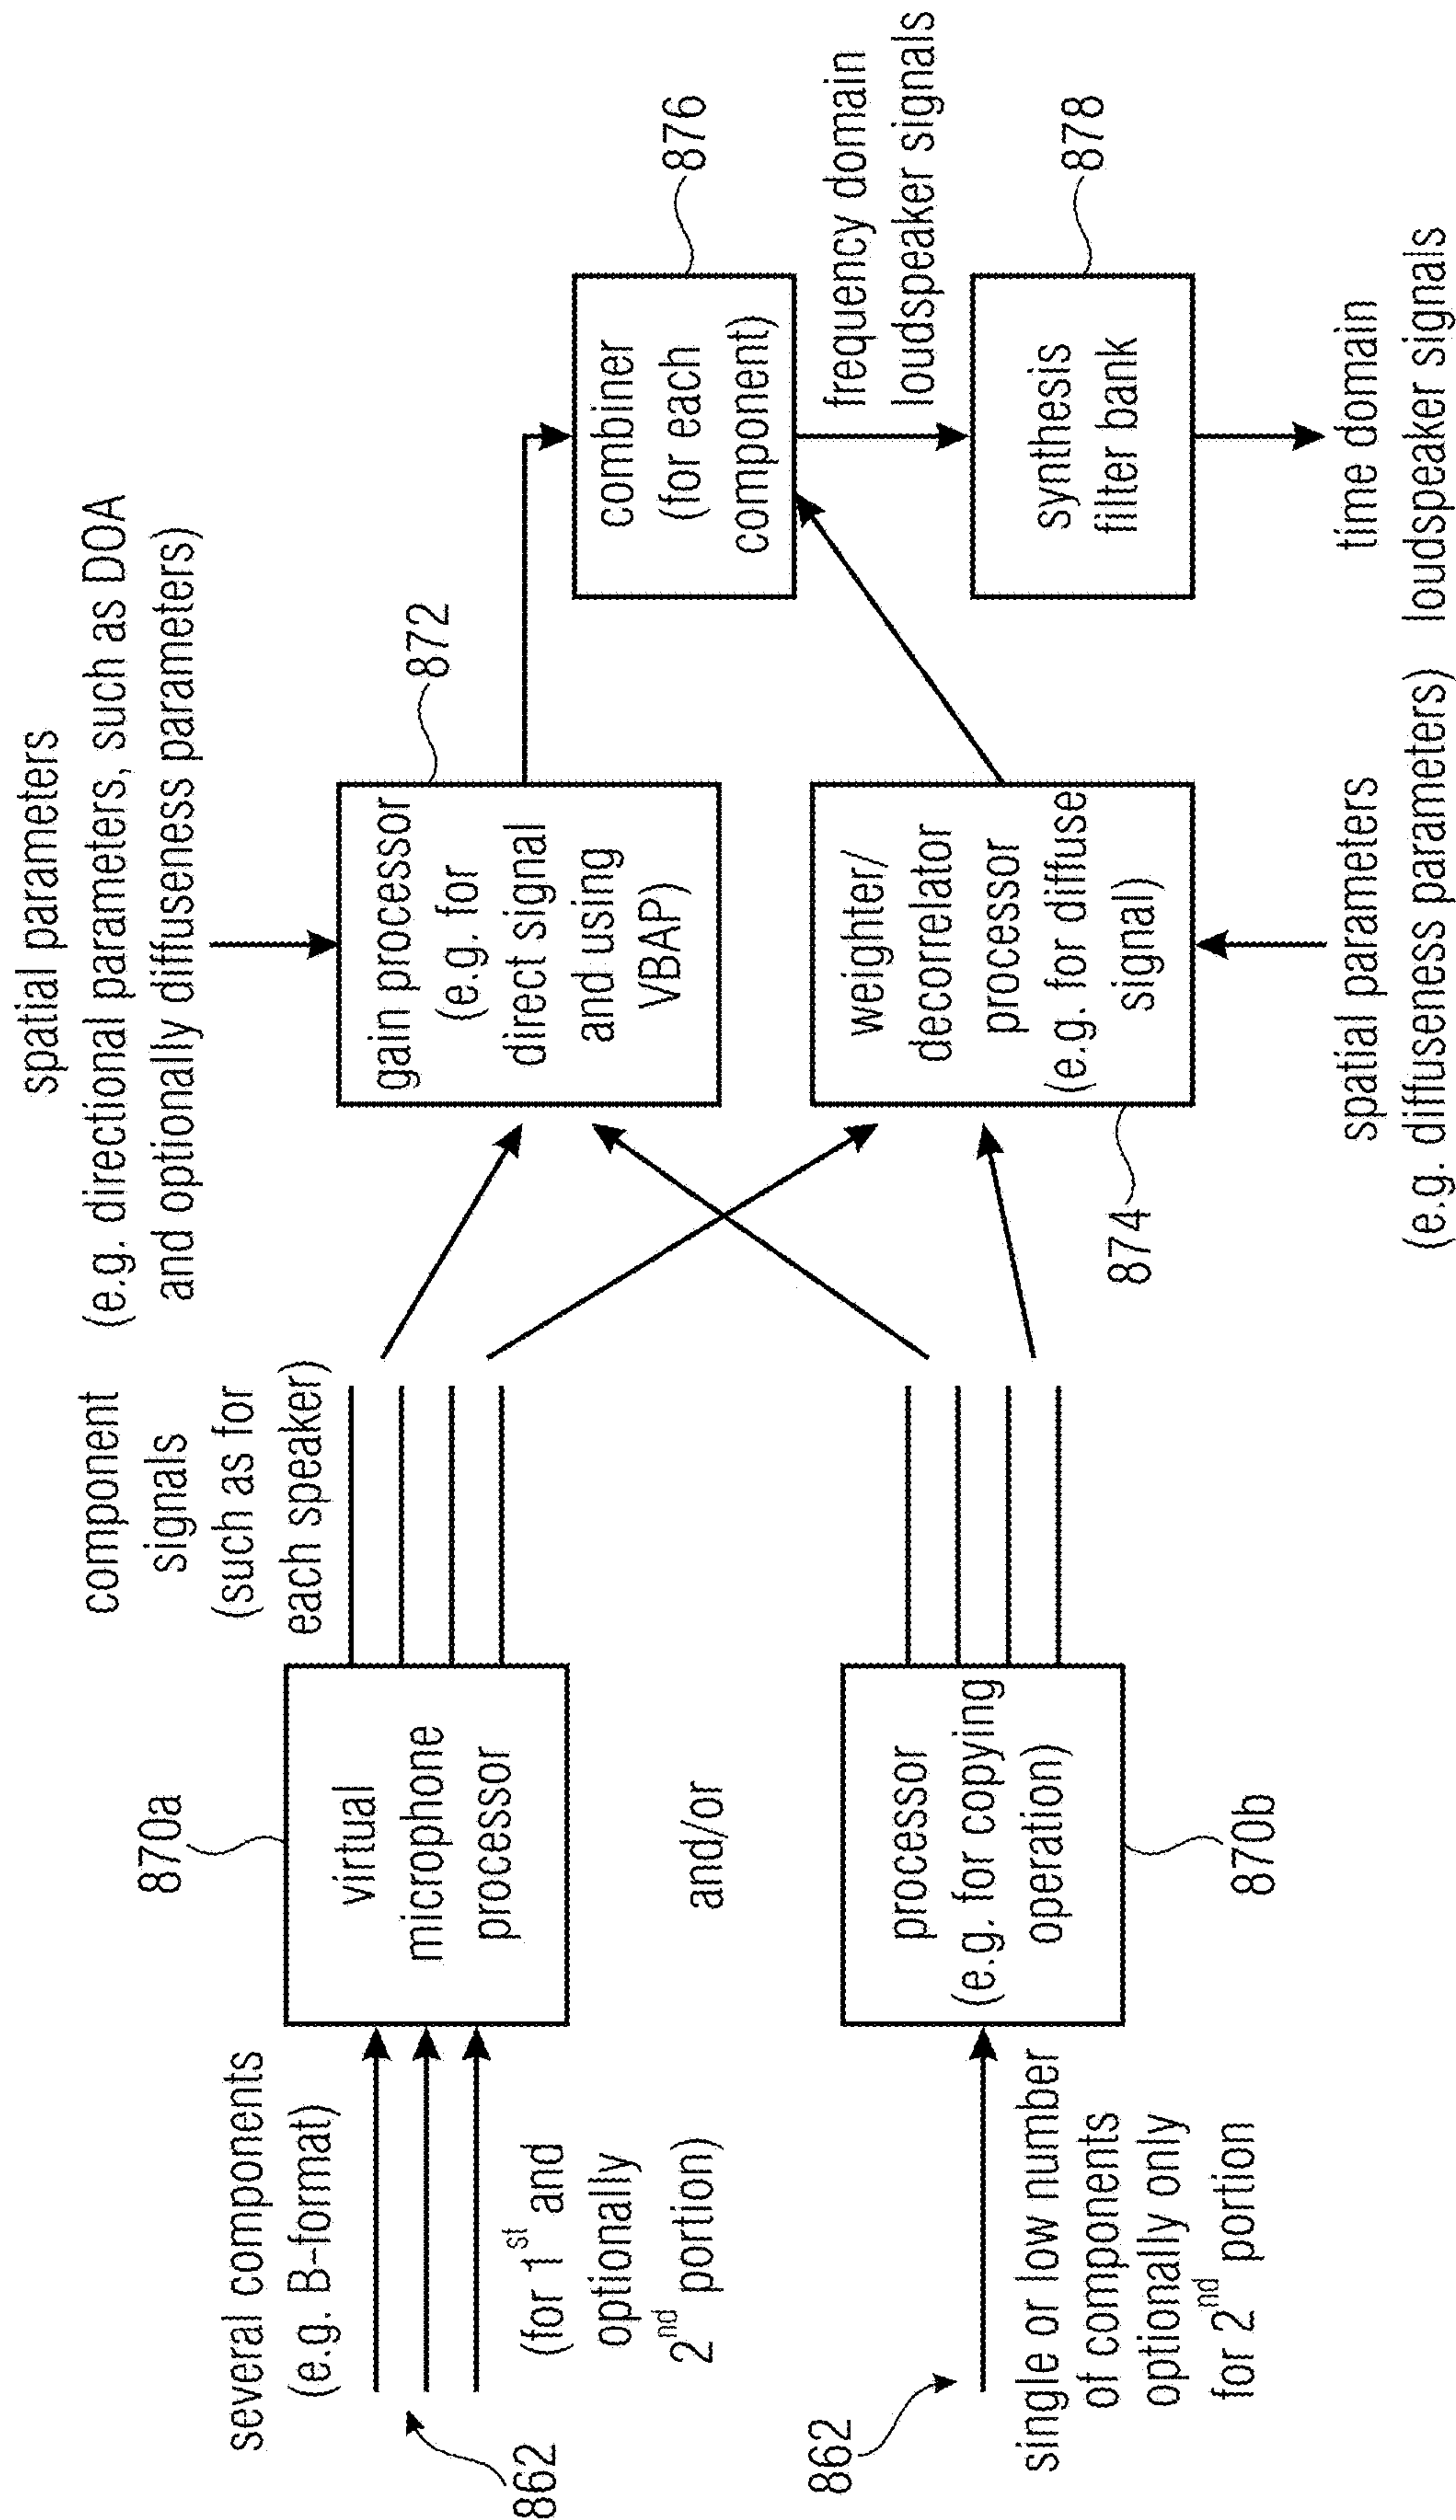 several components
(e.g. B-format)
862
(for 1st and
optionally
2nd portion)
870a
virtual
microphone
processor
component
signals
(such as for
each speaker)
and/or
862
single or low number
of components
optionally only
for 2nd portion
processor
(e.g. for copying
operation)
870b
spatial parameters
(e.g. directional parameters, such as DOA
and optionally diffuseness parameters)
872
gain processor
(e.g. for
direct signal
and using
VBAP)
874
weighter/
decorrelator
processor
(e.g. for diffuse
signal)
spatial parameters
(e.g. diffuseness parameters)
876
combiner
(for each
component)
frequency domain
loudspeaker signals
878
synthesis
filter bank
time domain
loudspeaker signals